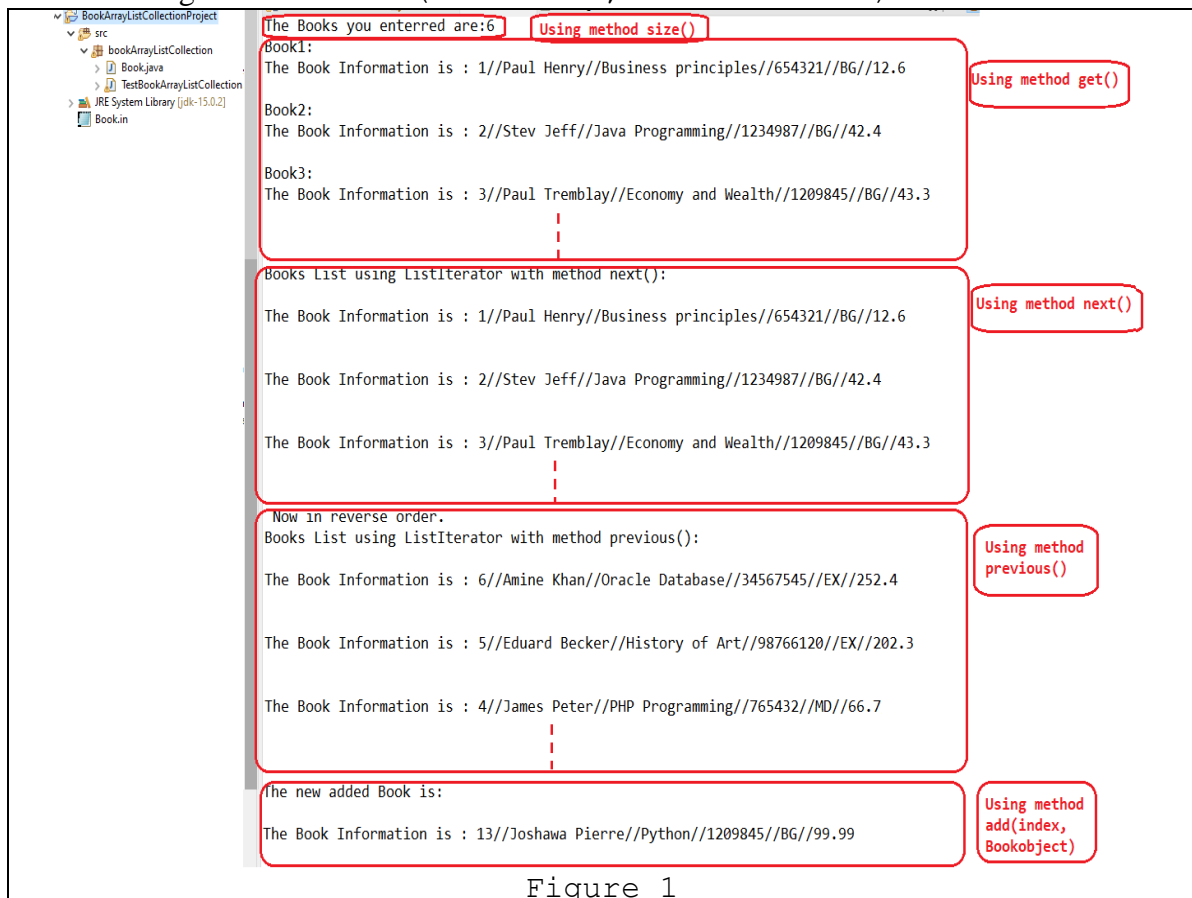 BookArrayListCollectionProject
src
bookArrayListCollection
Book.java
TestBookArrayListCollection
JRE System Library [jdk-15.0.2]
Book.in
The Books you enterred are:6
Using method size()
Book1:
The Book Information is : 1//Paul Henry//Business principles//654321//BG//12.6
Using method get()
Book2:
The Book Information is : 2//Stev Jeff//Java Programming//1234987//BG//42.4
Book3:
The Book Information is : 3//Paul Tremblay//Economy and Wealth//1209845//BG//43.3
Books List using ListIterator with method next():
Using method next()
The Book Information is : 1//Paul Henry//Business principles//654321//BG//12.6
The Book Information is : 2//Stev Jeff//Java Programming//1234987//BG//42.4
The Book Information is : 3//Paul Tremblay//Economy and Wealth//1209845//BG//43.3
Now in reverse order.
Books List using ListIterator with method previous():
Using method
previous()
The Book Information is : 6//Amine Khan//Oracle Database//34567545//EX//252.4
The Book Information is : 5//Eduard Becker//History of Art//98766120//EX//202.3
The Book Information is : 4//James Peter//PHP Programming//765432//MD//66.7
The new added Book is:
The Book Information is : 13//Joshawa Pierre//Python//1209845//BG//99.99
Using method
add(index,
Bookobject)
Figure 1